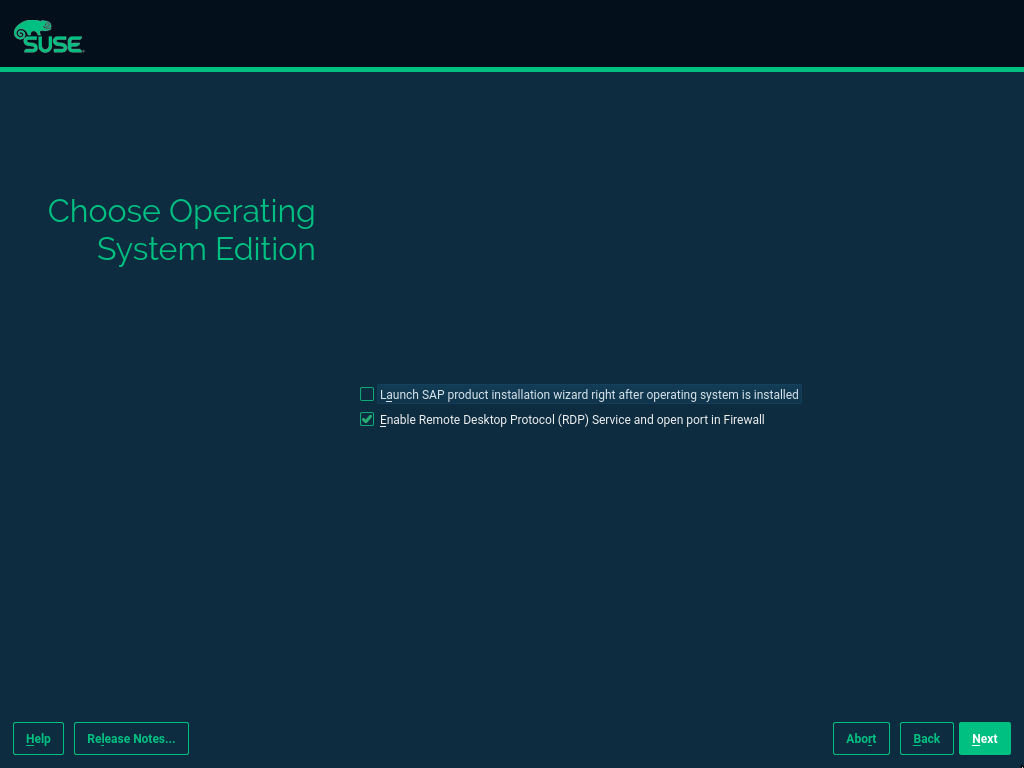 SUSE
Choose Operating
System Edition
Launch SAP product installation wizard right after operating system is installed
Enable Remote Desktop Protocol (RDP) Service and open port in Firewall
Help
Release Notes...
Abort
Back
Next